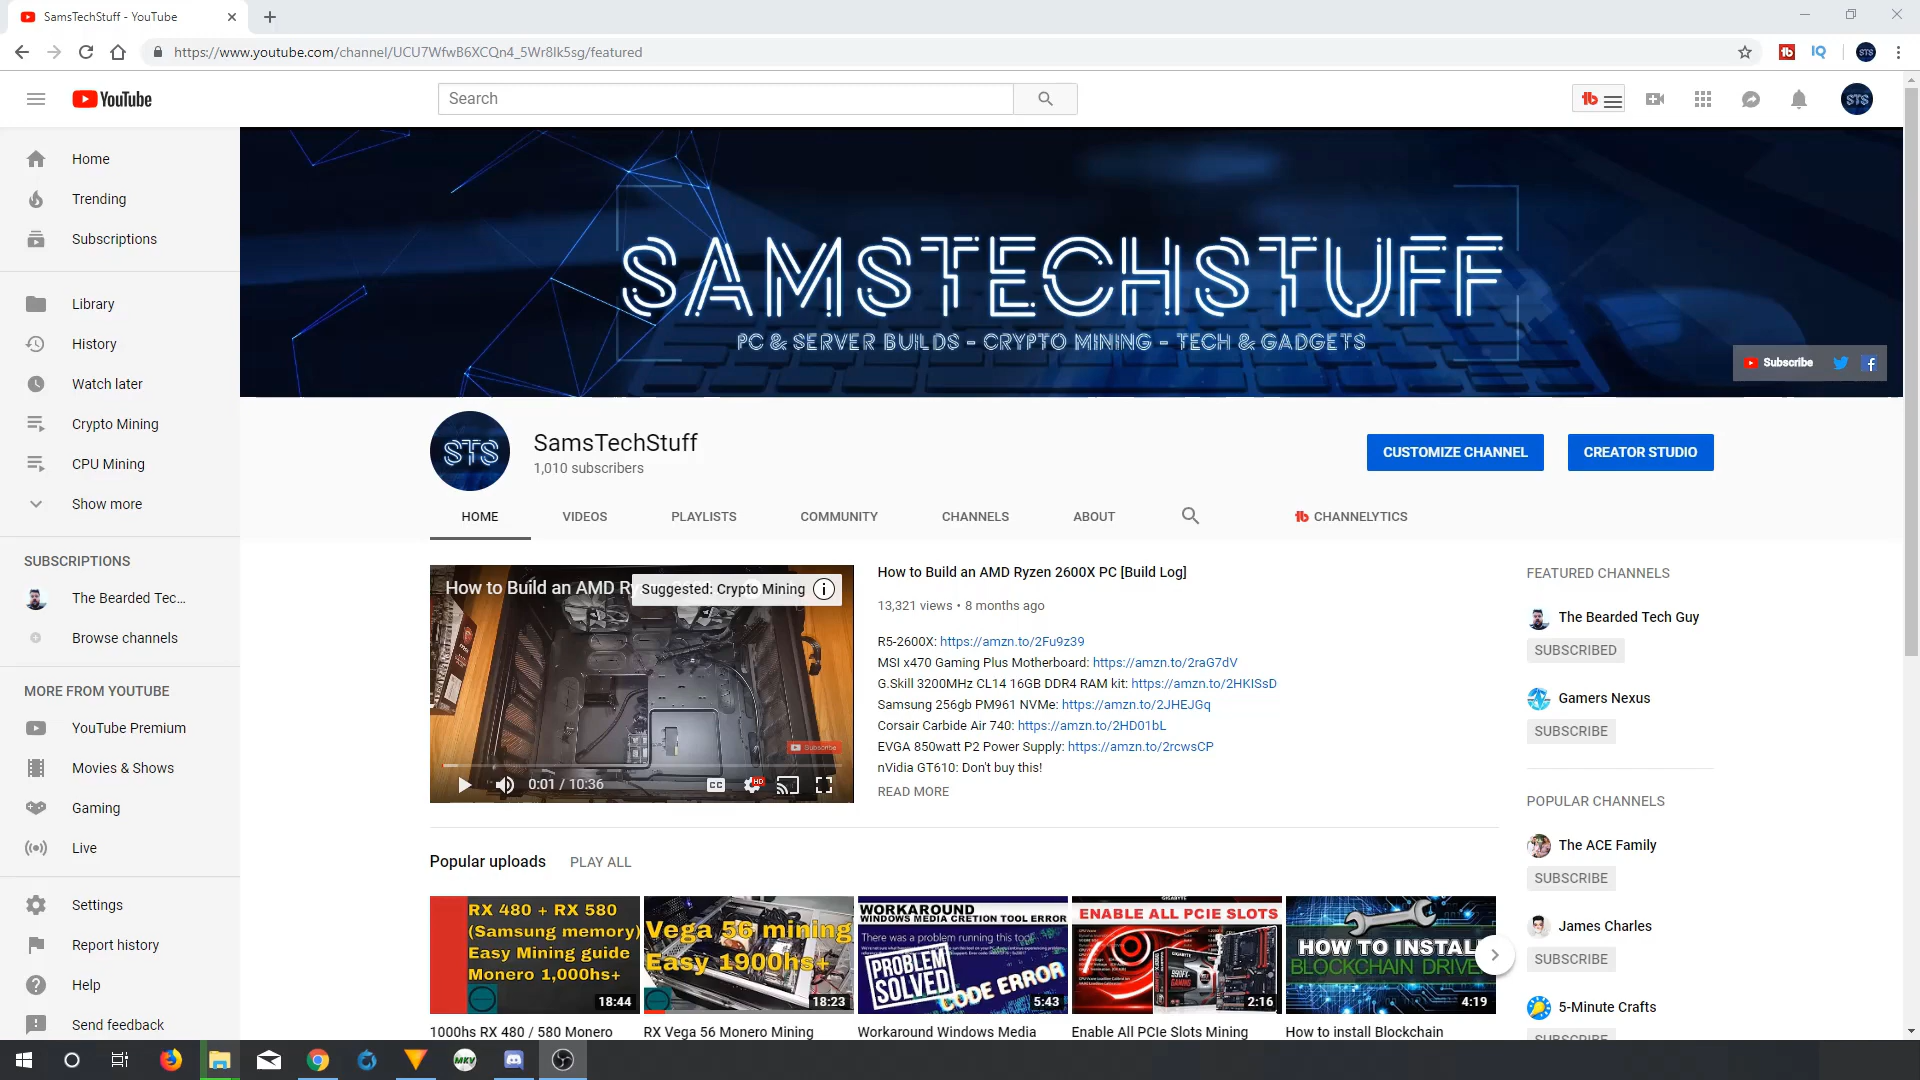 SamsTechStuff - YouTube
https://www.youtube.com/channel/UCU7WfwB6XCQn4_5Wr8lk5sg/featured
IQ
STS
YouTube
Search
STS
Home
Trending
Subscriptions
Library
History
Watch later
Crypto Mining
CPU Mining
Show more
SUBSCRIPTIONS
The Bearded Tec...
Browse channels
MORE FROM YOUTUBE
YouTube Premium
Movies & Shows
Gaming
Live
Settings
Report history
Help
Send feedback
SAMSTECHSTUFF
PC & SERVER BUILDS - CRYPTO MINING - TECH & GADGETS
Subscribe
STS
SamsTechStuff
1,010 subscribers
CUSTOMIZE CHANNEL
CREATOR STUDIO
HOME
VIDEOS
PLAYLISTS
COMMUNITY
CHANNELS
ABOUT
CHANNELYTICS
How to Build an AMD Ry
Suggested: Crypto Mining
Subscribe
0:01 / 10:36
CC
HD
How to Build an AMD Ryzen 2600X PC [Build Log]
13,321 views • 8 months ago
R5-2600X: https://amzn.to/2Fu9z39
MSI x470 Gaming Plus Motherboard: https://amzn.to/2raG7dV
G.Skill 3200MHz CL14 16GB DDR4 RAM kit: https://amzn.to/2HKISsD
Samsung 256gb PM961 NVMe: https://amzn.to/2JHEJGq
Corsair Carbide Air 740: https://amzn.to/2HD01bL
EVGA 850watt P2 Power Supply: https://amzn.to/2rcwsCP
nVidia GT610: Don't buy this!
READ MORE
FEATURED CHANNELS
The Bearded Tech Guy
SUBSCRIBED
Gamers Nexus
SUBSCRIBE
POPULAR CHANNELS
The ACE Family
SUBSCRIBE
James Charles
SUBSCRIBE
5-Minute Crafts
SUBSCRIBE
Popular uploads
PLAY ALL
RX 480 + RX 580
(Samsung memory)
Easy Mining guide
Monero 1,000hs+
18:44
1000hs RX 480 / 580 Monero
Vega 56 mining
Easy 1900hs+
18:23
RX Vega 56 Monero Mining
WORKAROUND
WINDOWS MEDIA CRETION TOOL ERROR
There was a problem running this tool
PROBLEM
SOLVED
CODE ERROR
5:43
Workaround Windows Media
GIGABYTE
ENABLE ALL PCIE SLOTS
2:16
Enable All PCIe Slots Mining
HOW TO INSTALL
BLOCKCHAIN DRIVE
4:19
How to install Blockchain
MKV